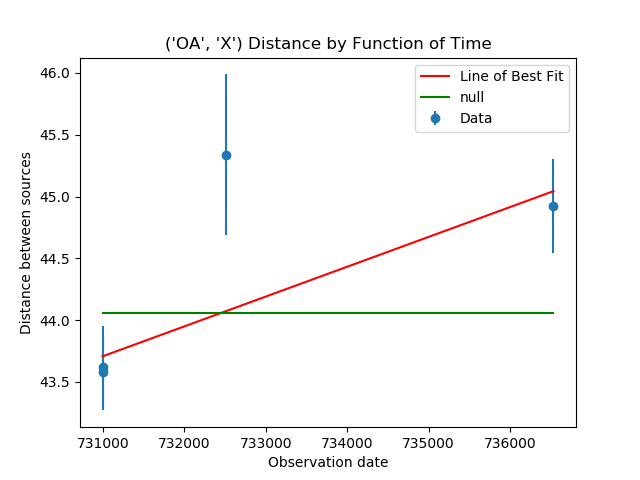 ('OA', 'X') Distance by Function of Time
Line of Best Fit
null
Data
Distance between sources
46.0
45.5
45.0
44.5
44.0
43.5
731000 732000 733000 734000 735000 736000
Observation date